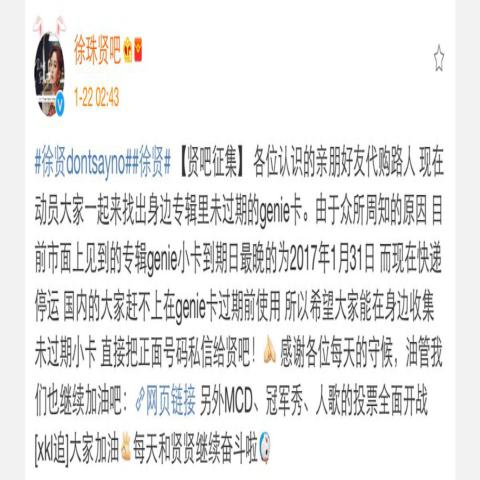 徐珠贤吧
1-22 02:43
#徐贤dontsayno##徐贤#【贤吧征集】各位认识的亲朋好友代购路人 现在
动员大家一起来找出身边专辑里未过期的genie卡。由于众所周知的原因 目
前市面上见到的专辑genie小卡到期日最晚的为2017年1月31日 而现在快递
停运 国内的大家赶不上在genie卡过期前使用 所以希望大家能在身边收集
未过期小卡 直接把正面号码私信给贤吧!🙏🏻感谢各位每天的守候，油管我
们也继续加油吧：🔗网页链接 另外MCD、冠军秀、人歌的投票全面开战
[xkl追]大家加油👏🏻每天和贤贤继续奋斗啦